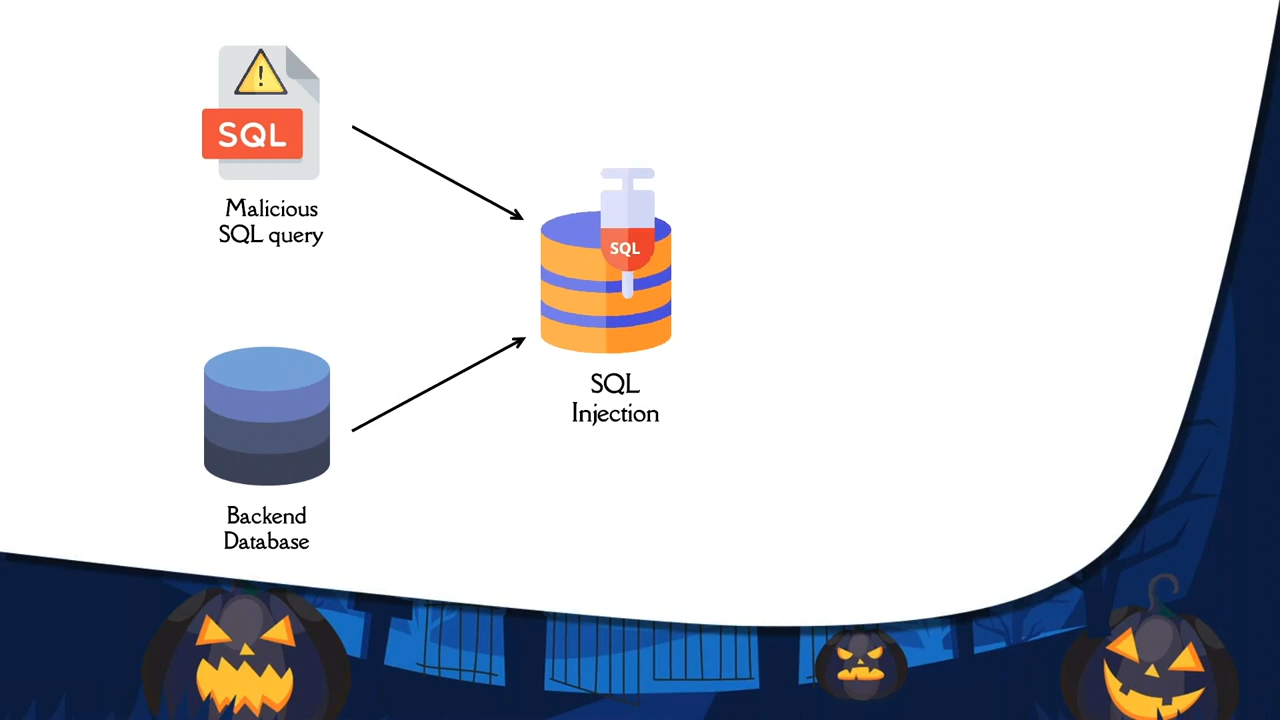 SQL
Malicious
SQL query
SQL
SQL
Injection
Backend
Database